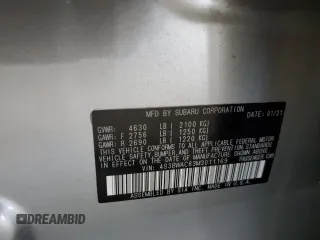 MFD BY SUBARU CORPORATION DATE: 01/21
GVWR: 4630 LB ( 2100 KG)
GAWR: F 2756 LB ( 1250 KG)
GAWR: R 2690 LB ( 1220 KG)
THIS VEHICLE CONFORMS TO ALL APPLICABLE FEDERAL MOTOR
VEHICLE SAFETY, BUMPER, AND THEFT PREVENTION STANDARDS
IN EFFECT ON THE DATE OF MANUFACTURE SHOWN ABOVE.
VIN: PASSENGER CAR
ASSEMBLED BY SIA, INC. MADE IN U.S.A.
DREAMBID